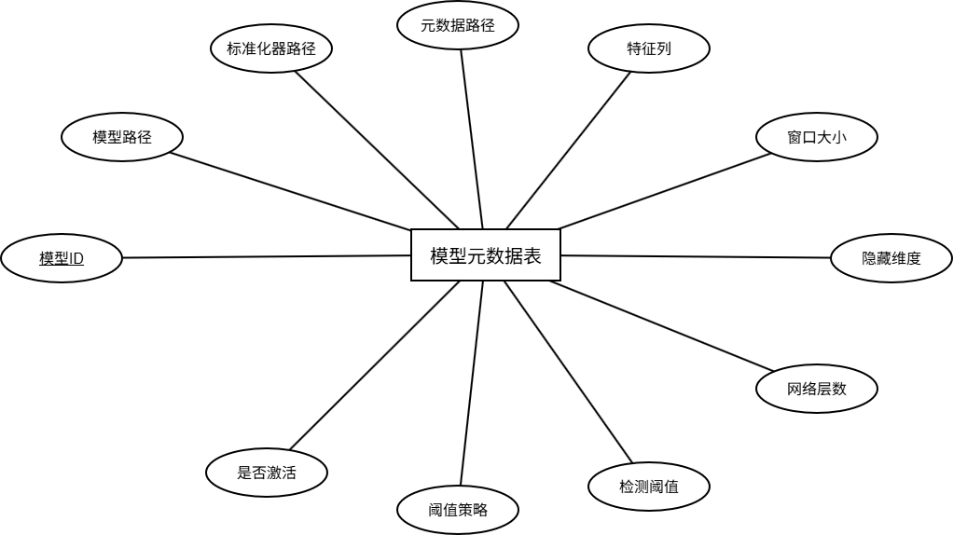 元数据路径
标准化器路径
特征列
模型路径
窗口大小
模型ID
模型元数据表
隐藏维度
网络层数
是否激活
检测阈值
阈值策略